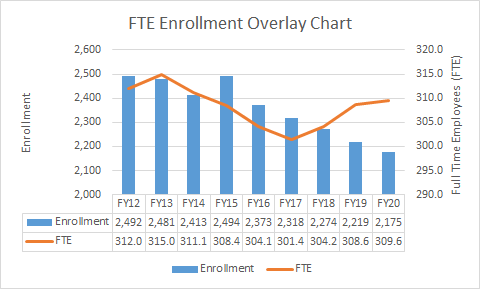 FTE Enrollment Overlay Chart
Enrollment
2,600
2,500
2,400
2,300
2,200
2,100
2,000
320.0
315.0
310.0
305.0
300.0
295.0
290.0
Full Time Employees (FTE)
FY12 FY13 FY14 FY15 FY16 FY17 FY18 FY19 FY20
Enrollment 2,492 2,481 2,413 2,494 2,373 2,318 2,274 2,219 2,175
FTE 312.0 315.0 311.1 308.4 304.1 301.4 304.2 308.6 309.6
Enrollment FTE